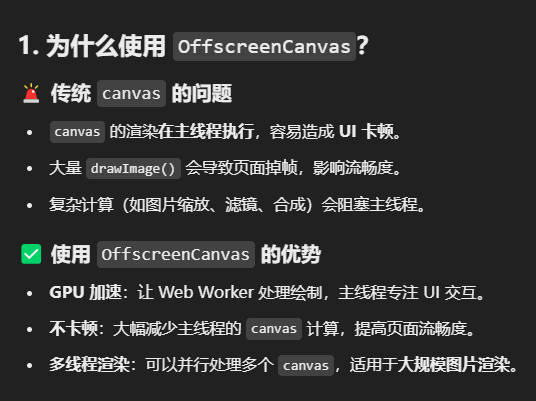 1. 为什么使用 OffscreenCanvas?
🚨 传统 canvas 的问题
• canvas 的渲染在主线程执行，容易造成 UI 卡顿。
• 大量 drawImage() 会导致页面掉帧，影响流畅度。
• 复杂计算（如图片缩放、滤镜、合成）会阻塞主线程。
✅ 使用 OffscreenCanvas 的优势
• GPU 加速：让 Web Worker 处理绘制，主线程专注 UI 交互。
• 不卡顿：大幅减少主线程的 canvas 计算，提高页面流畅度。
• 多线程渲染：可以并行处理多个 canvas，适用于大规模图片渲染。